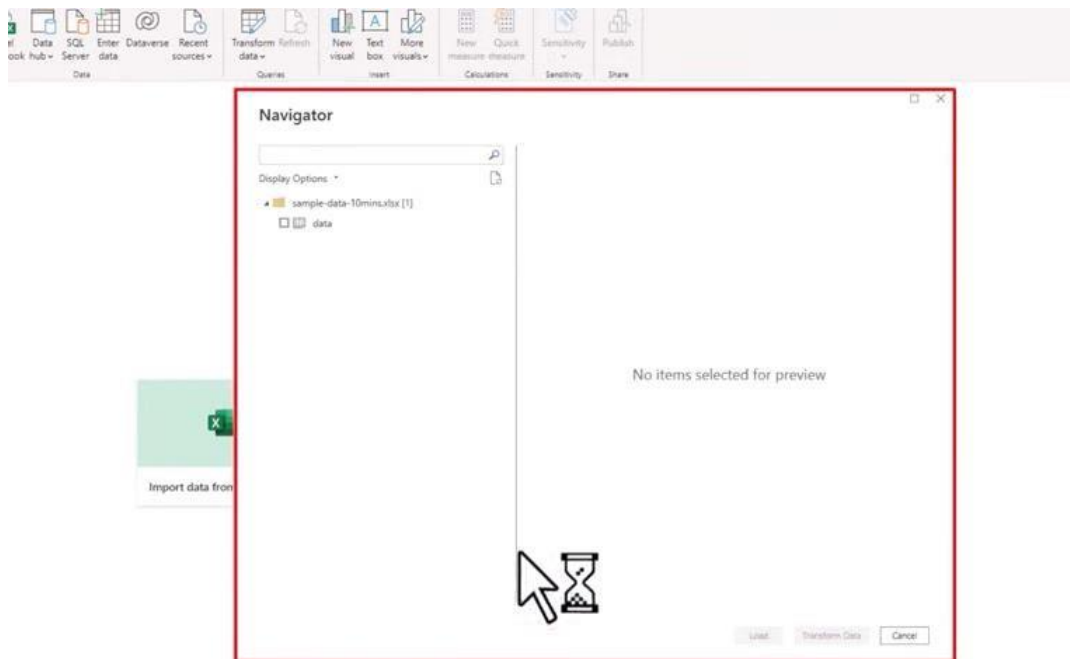 Data SQL Enter Dataverse Recent Transform Refresh New Text More New Quick Sensitivity Publish
ook hub Server data sources data visual box visuals measure measure
Data Queries Insert Calculations Sensitivity Share
Navigator
Display Options
sample-data-10mins.xlsx [1]
data
No items selected for preview
Import data from
Load Transform Data Cancel